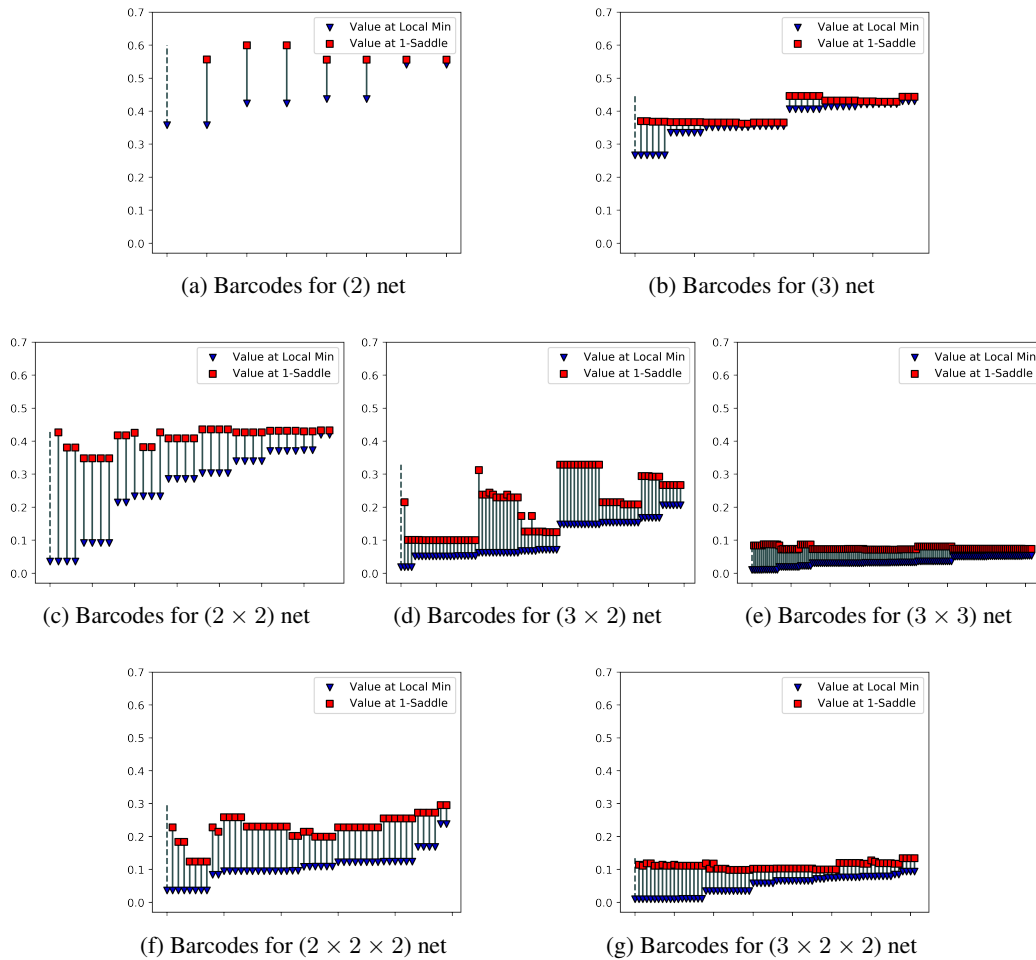 0.7
0.6
0.5
0.4
0.3
0.2
0.1
0.0
Value at Local Min
Value at 1-Saddle
(a) Barcodes for (2) net
0.7
0.6
0.5
0.4
0.3
0.2
0.1
0.0
Value at Local Min
Value at 1-Saddle
(b) Barcodes for (3) net
0.7
0.6
0.5
0.4
0.3
0.2
0.1
0.0
Value at Local Min
Value at 1-Saddle
(c) Barcodes for (2 × 2) net
0.7
0.6
0.5
0.4
0.3
0.2
0.1
0.0
Value at Local Min
Value at 1-Saddle
(d) Barcodes for (3 × 2) net
0.7
0.6
0.5
0.4
0.3
0.2
0.1
0.0
Value at Local Min
Value at 1-Saddle
(e) Barcodes for (3 × 3) net
0.7
0.6
0.5
0.4
0.3
0.2
0.1
0.0
Value at Local Min
Value at 1-Saddle
(f) Barcodes for (2 × 2 × 2) net
0.7
0.6
0.5
0.4
0.3
0.2
0.1
0.0
Value at Local Min
Value at 1-Saddle
(g) Barcodes for (3 × 2 × 2) net